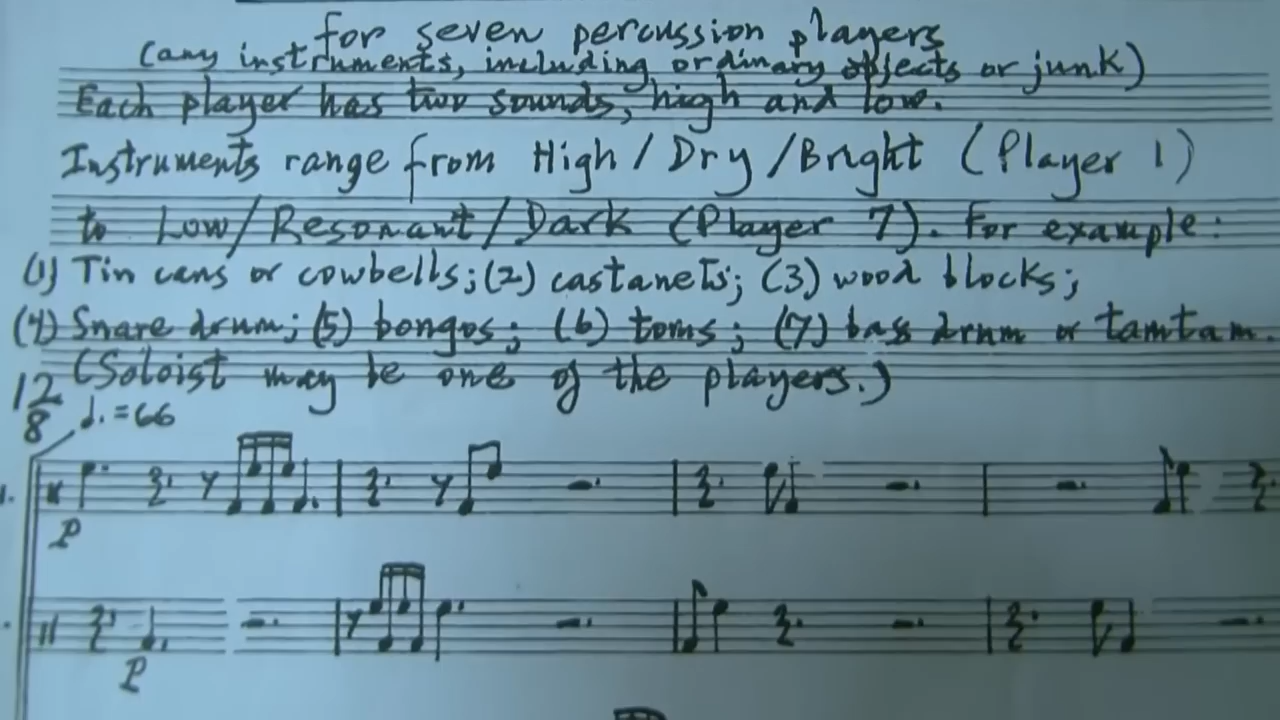 for seven percussion players
(any instruments, including ordinary objects or junk)
Each player has two sounds, high and low.
Instruments range from High/Dry/Bright (Player 1)
to Low/Resonant/Dark (Player 7). For example:
(1) Tin cans or cowbells; (2) castanets; (3) wood blocks;
(4) Snare drum; (5) bongos; (6) toms; (7) bass drum or tamtam.
(Soloist may be one of the players.)
12
8
♩. = 66
1.
P
P